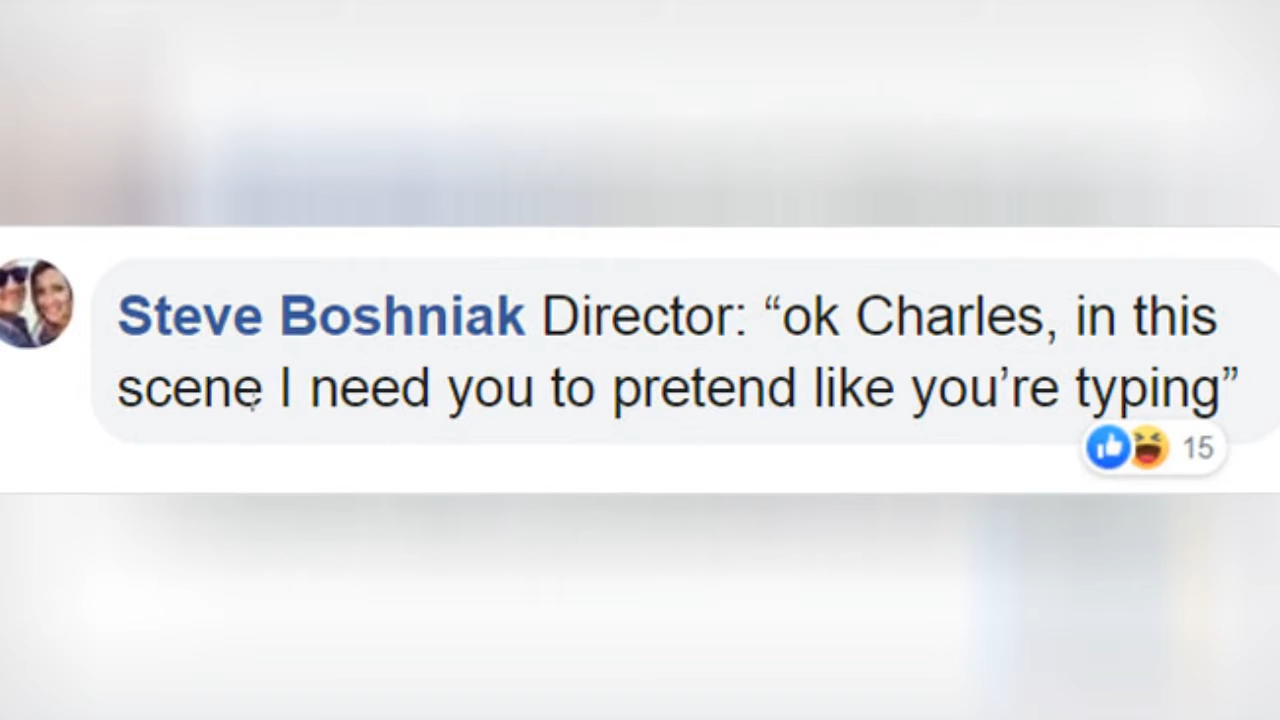 Steve Boshniak Director: “ok Charles, in this
scene I need you to pretend like you’re typing”
15